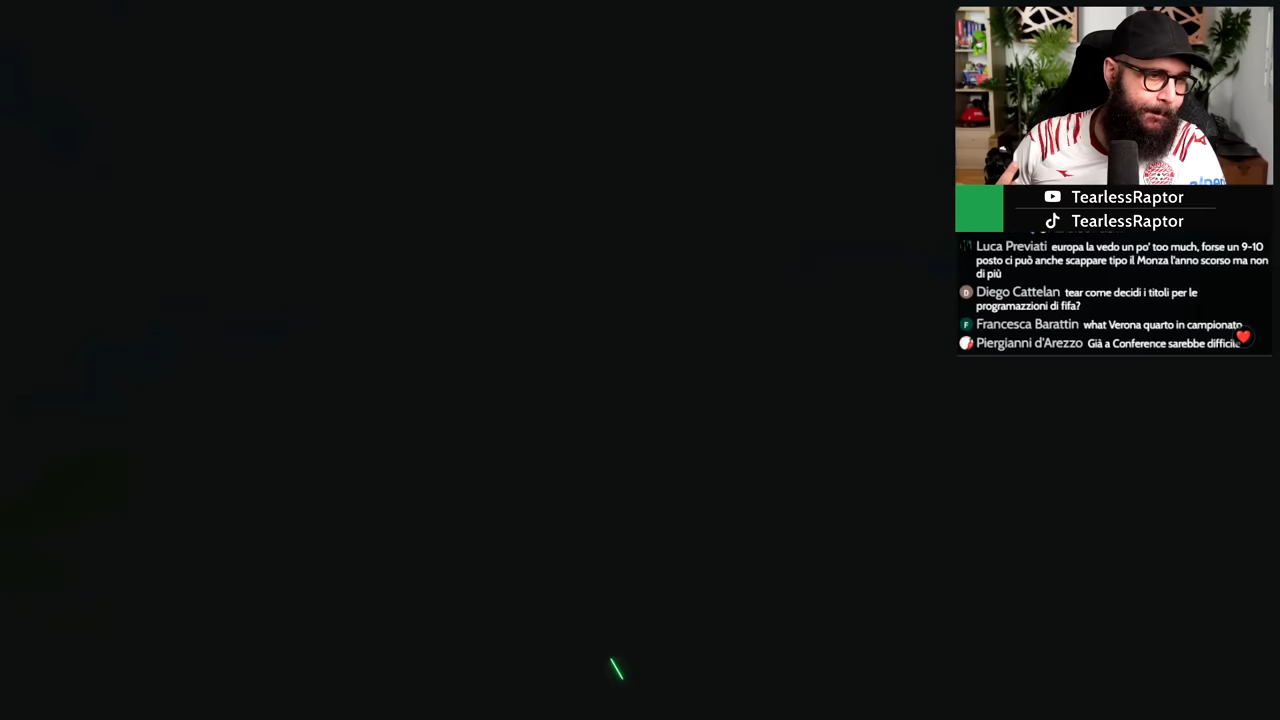 TearlessRaptor
TearlessRaptor
Luca Previati europa la vedo un po' too much, forse un 9-10
posto ci può anche scappare tipo il Monza l'anno scorso ma non
di più
D Diego Cattelan tear come decidi i titoli per le
programazzioni di fifa?
F Francesca Barattin what Verona quarto in campionato
Piergianni d'Arezzo Già a Conference sarebbe difficile